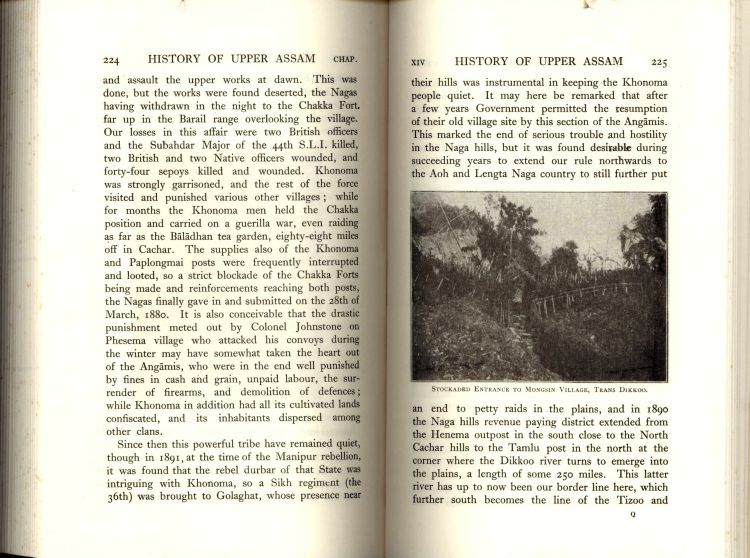 224 HISTORY OF UPPER ASSAM CHAP.
and assault the upper works at dawn. This was
done, but the works were found deserted, the Nagas
having withdrawn in the night to the Chakka Fort.
far up in the Barail range overlooking the village.
Our losses in this affair were two British officers
and the Subahdar Major of the 44th S.L.I. killed,
two British and two Native officers wounded, and
forty-four sepoys killed and wounded. Khonoma
was strongly garrisoned, and the rest of the force
visited and punished various other villages; while
for months the Khonoma men held the Chakka
position and carried on a guerilla war, even raiding
as far as the Bālādhan tea garden, eighty-eight miles
off in Cachar. The supplies also of the Khonoma
and Paplongmai posts were frequently interrupted
and looted, so a strict blockade of the Chakka Forts
being made and reinforcements reaching both posts,
the Nagas finally gave in and submitted on the 28th of
March, 1880. It is also conceivable that the drastic
punishment meted out by Colonel Johnstone on
Phesema village who attacked his convoys during
the winter may have somewhat taken the heart out
of the Angāmis, who were in the end well punished
by fines in cash and grain, unpaid labour, the sur-
render of firearms, and demolition of defences;
while Khonoma in addition had all its cultivated lands
confiscated, and its inhabitants dispersed among
other clans.
Since then this powerful tribe have remained quiet,
though in 1891, at the time of the Manipur rebellion,
it was found that the rebel durbar of that State was
intriguing with Khonoma, so a Sikh regiment (the
36th) was brought to Golaghat, whose presence near
XIV HISTORY OF UPPER ASSAM 225
their hills was instrumental in keeping the Khonoma
people quiet. It may here be remarked that after
a few years Government permitted the resumption
of their old village site by this section of the Angāmis.
This marked the end of serious trouble and hostility
in the Naga hills, but it was found desirable during
succeeding years to extend our rule northwards to
the Aoh and Lengta Naga country to still further put
STOCKADED ENTRANCE TO MONGSIN VILLAGE, TRANS DIKKOO.
an end to petty raids in the plains, and in 1890
the Naga hills revenue paying district extended from
the Henema outpost in the south close to the North
Cachar hills to the Tamlu post in the north at the
corner where the Dikkoo river turns to emerge into
the plains, a length of some 250 miles. This latter
river has up to now been our border line here, which
further south becomes the line of the Tizoo and
Q